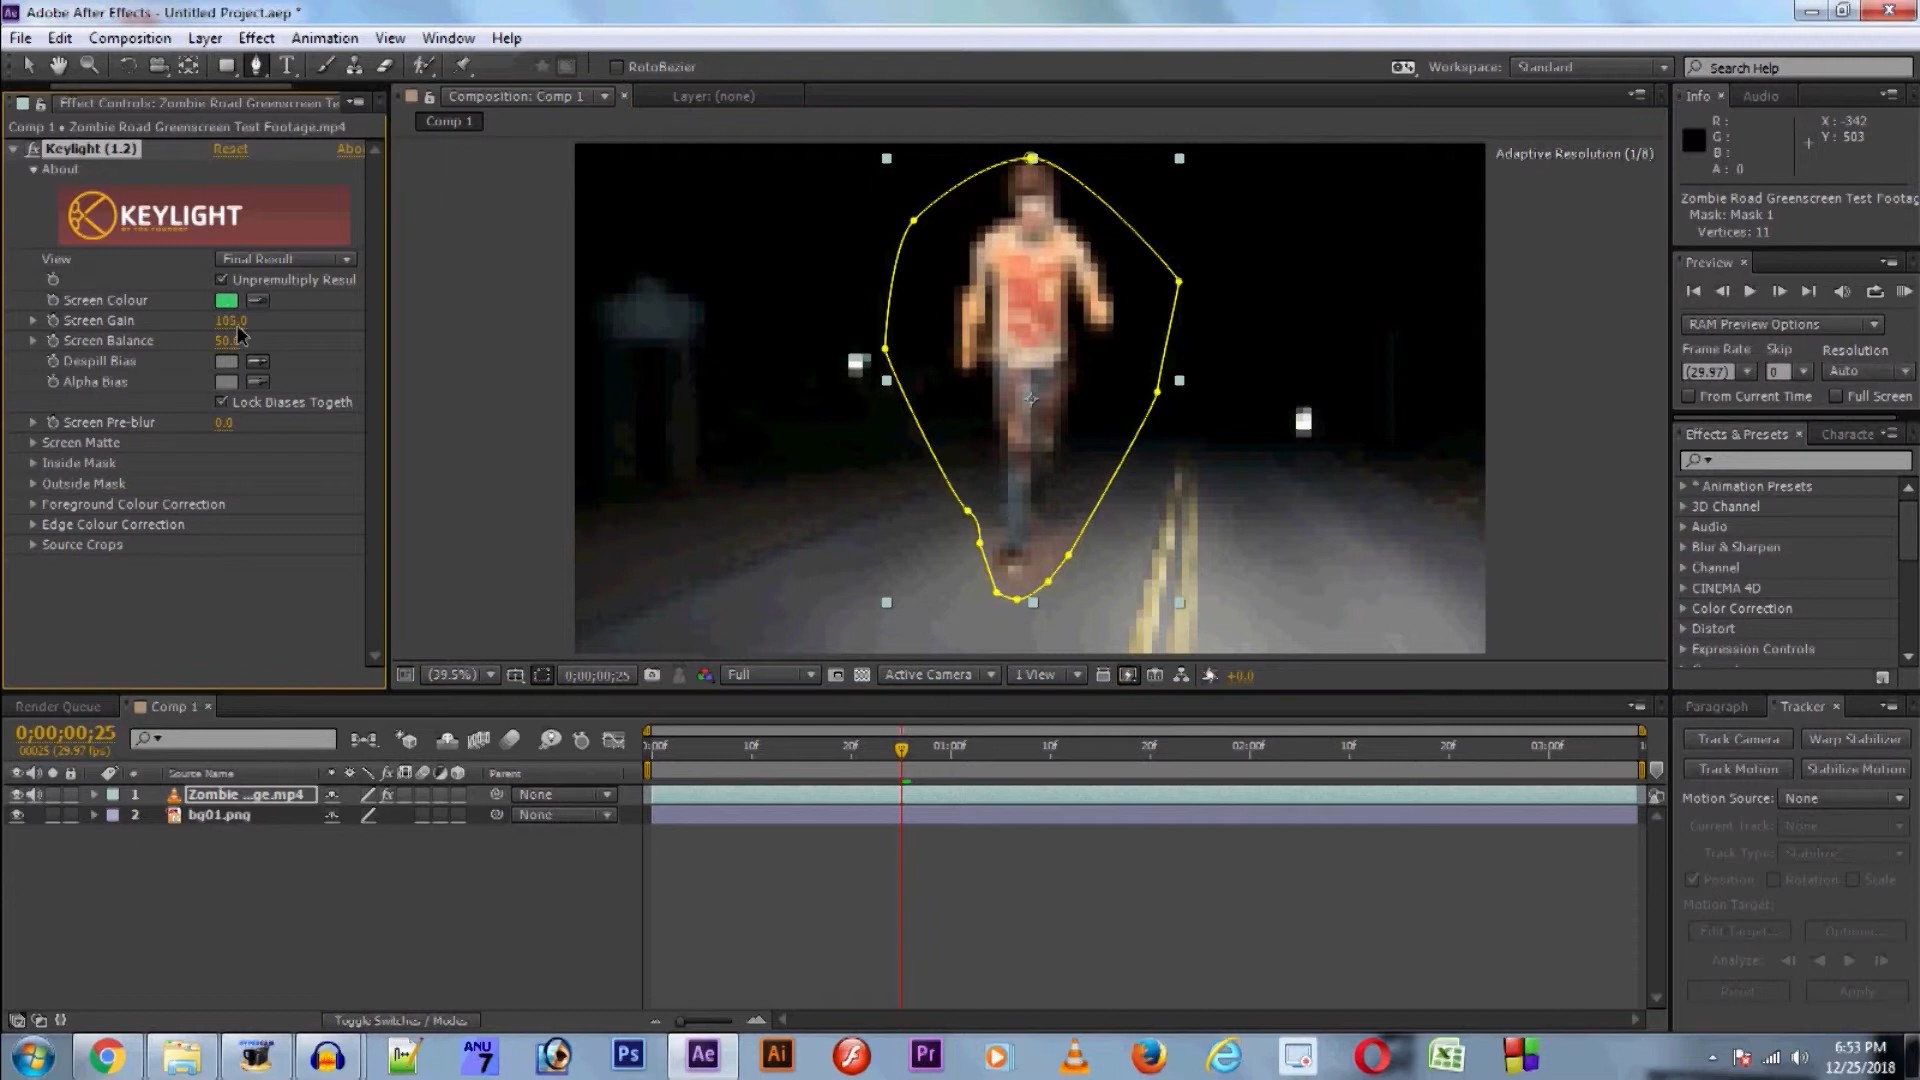 Adobe After Effects - Untitled Project.aep *
File Edit Composition Layer Effect Animation View Window Help
RotoBezier
Workspace: Standard
Search Help
Effect Controls: Zombie Road Greenscreen Te
Composition: Comp 1
Layer: (none)
Info
Audio
Comp 1 • Zombie Road Greenscreen Test Footage.mp4
Comp 1
R :
G :
B :
A : 0
X : -342
Y : 503
Keylight (1.2)
Reset
Abo
About
KEYLIGHT
BY THE FOUNDRY
Adaptive Resolution (1/8)
Zombie Road Greenscreen Test Footag
Mask: Mask 1
Vertices: 11
View Final Result
Unpremultiply Resul
Screen Colour
Screen Gain 105.0
Screen Balance 50.
Despill Bias
Alpha Bias
Lock Biases Togeth
Screen Pre-blur 0.0
Screen Matte
Inside Mask
Outside Mask
Foreground Colour Correction
Edge Colour Correction
Source Crops
Preview
RAM Preview Options
Frame Rate Skip Resolution
(29.97) 0 Auto
From Current Time Full Screen
Effects & Presets
Characte
* Animation Presets
3D Channel
Audio
Blur & Sharpen
Channel
CINEMA 4D
Color Correction
Distort
Expression Controls
(39.5%)
0;00;00;25
Full
Active Camera
1 View
+0.0
Render Queue
Comp 1
0;00;00;25
00025 (29.97 fps)
:00f 10f 20f 01:00f 10f 20f 02:00f 10f 20f 03:00f
# Source Name
fx
Parent
1 Zombie ...ge.mp4 fx None
2 bg01.png None
Toggle Switches / Modes
Paragraph
Tracker
Track Camera Warp Stabilizer
Track Motion Stabilize Motion
Motion Source: None
Current Track: None
Track Type: Stabilize
Position Rotation Scale
Motion Target:
Edit Target... Options...
Analyze:
Reset Apply
ANU
7
Ps
Ae
Ai
Pr
6:53 PM
12/25/2018